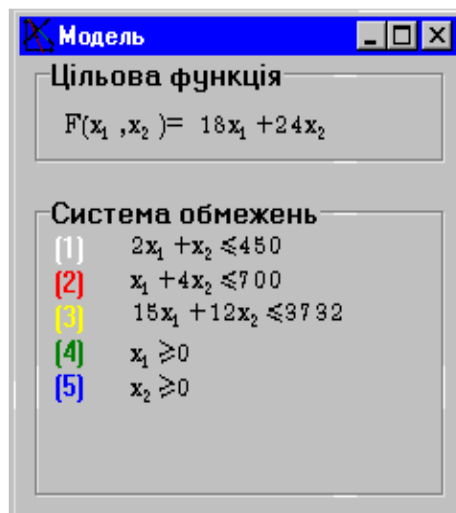 Модель
Цільова функція
F(x₁ ,x₂ )= 18x₁ +24x₂
Система обмежень
(1) 2x₁ +x₂ ⩽450
(2) x₁ +4x₂ ⩽700
(3) 15x₁ +12x₂ ⩽3732
(4) x₁ ⩾0
(5) x₂ ⩾0